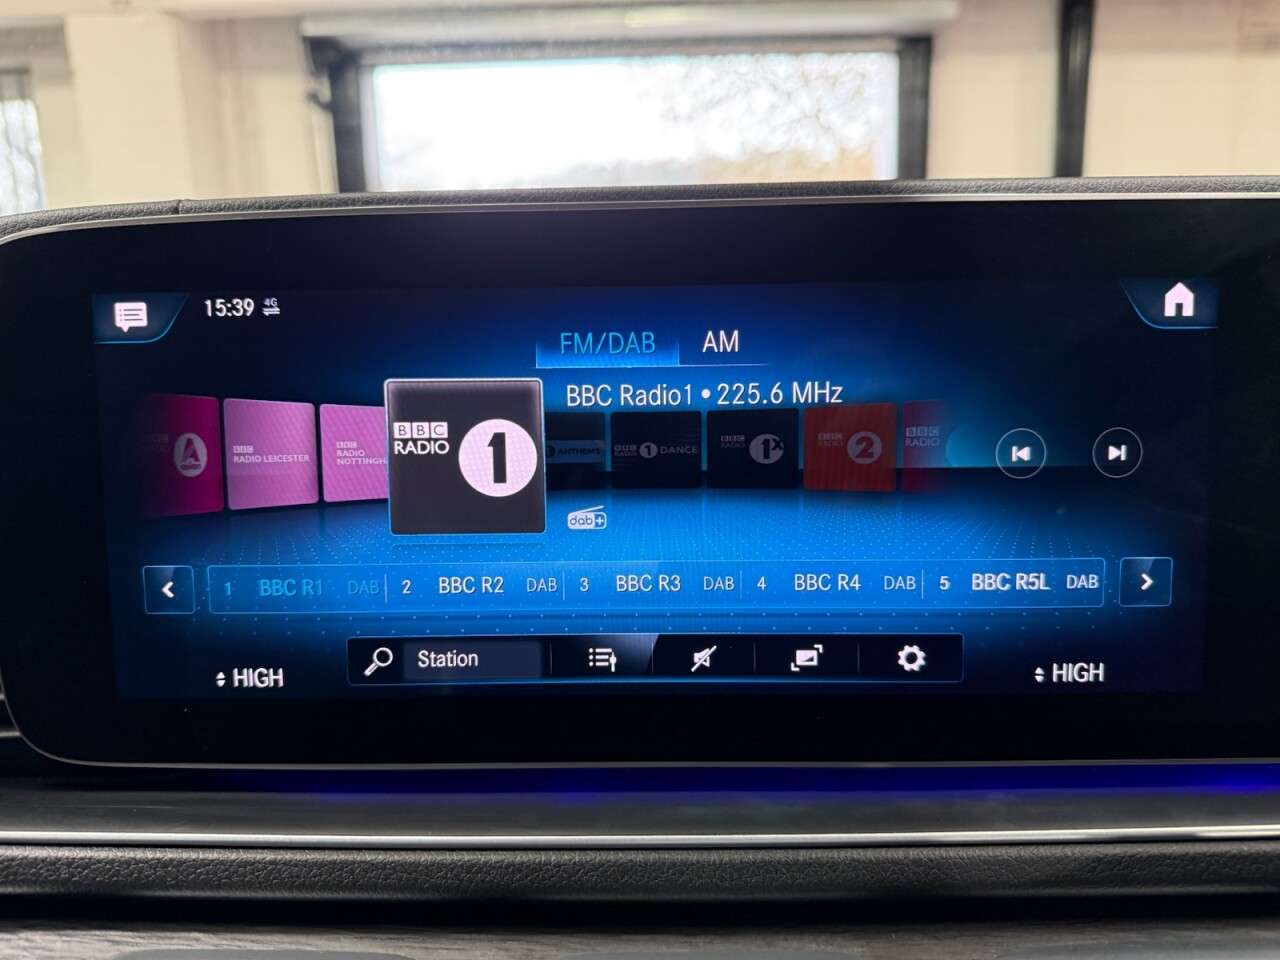 15:39 4G
FM/DAB AM
BBC Radio1 • 225.6 MHz
BBC RADIO LEICESTER
BBC RADIO NOTTINGH
BBC RADIO 1
1 ANTHEMS
BBC RADIO 1 DANCE
BBC RADIO 1X
BBC RADIO 2
BBC RADIO
dab+
1 BBC R1 DAB 2 BBC R2 DAB 3 BBC R3 DAB 4 BBC R4 DAB 5 BBC R5L DAB
Station
HIGH HIGH